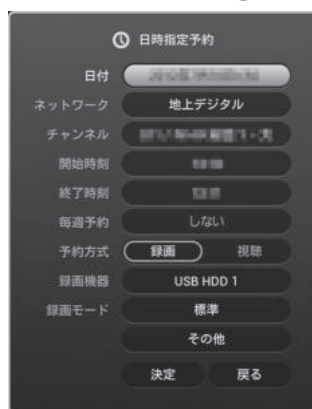 日時指定予約
日付
ネットワーク 地上デジタル
チャンネル
開始時刻
終了時刻
毎週予約 しない
予約方式 録画 視聴
録画機器 USB HDD 1
録画モード 標準
その他
決定 戻る